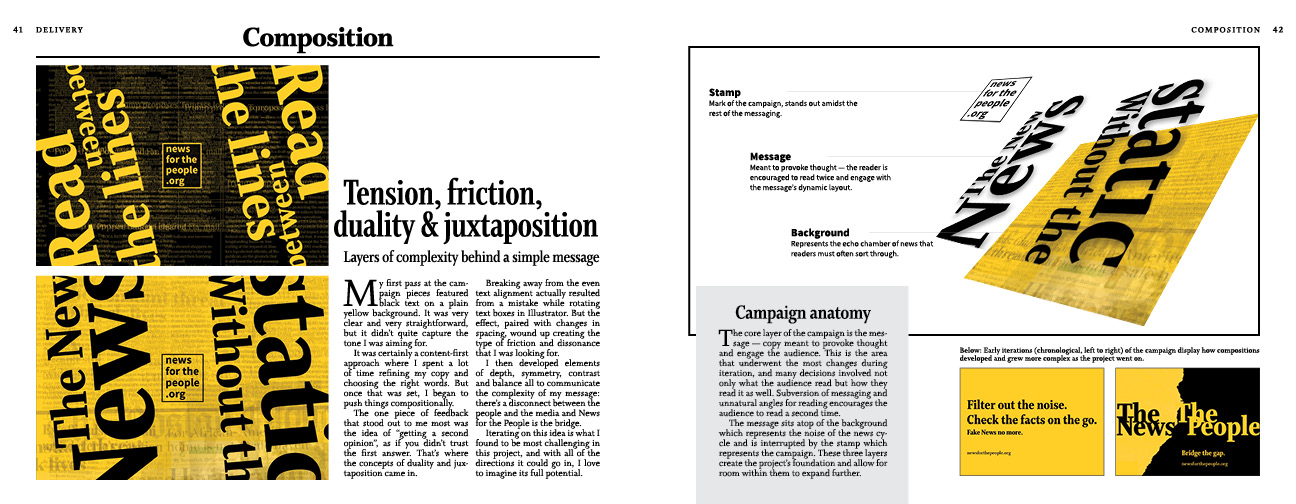 41 DELIVERY
Composition
Read
between
the lines
the lines
Read
between
news
for the
people
.org
The New
News
Without th
Static
news
for the
people
.org
Tension, friction,
duality & juxtaposition
Layers of complexity behind a simple message
My first pass at the cam-
paign pieces featured
black text on a plain
yellow background. It was very
clear and very straightforward,
but it didn't quite capture the
tone I was aiming for.
It was certainly a content-first
approach where I spent a lot
of time refining my copy and
choosing the right words. But
once that was set, I began to
push things compositionally.
The one piece of feedback
that stood out to me most was
the idea of "getting a second
opinion", as if you didn't trust
the first answer. That's where
the concepts of duality and jux-
taposition came in.
Breaking away from the even
text alignment actually resulted
from a mistake while rotating
text boxes in Illustrator. But the
effect, paired with changes in
spacing, wound up creating the
type of friction and dissonance
that I was looking for.
I then developed elements
of depth, symmetry, contrast
and balance all to communicate
the complexity of my message:
there's a disconnect between the
people and the media and News
for the People is the bridge.
Iterating on this idea is what I
found to be most challenging in
this project, and with all of the
directions it could go in, I love
to imagine its full potential.
COMPOSITION 42
Stamp
Mark of the campaign, stands out amidst the
rest of the messaging.
Message
Meant to provoke thought — the reader is
encouraged to read twice and engage with
the message's dynamic layout.
Background
Represents the echo chamber of news that
readers must often sort through.
news
for the
people
.org
The New
News
Without the
Static
Campaign anatomy
The core layer of the campaign is the mes-
sage — copy meant to provoke thought
and engage the audience. This is the area
that underwent the most changes during
iteration, and many decisions involved not
only what the audience read but how they
read it as well. Subversion of messaging and
unnatural angles for reading encourages the
audience to read a second time.
The message sits atop of the background
which represents the noise of the news cy-
cle and is interrupted by the stamp which
represents the campaign. These three layers
create the project's foundation and allow for
room within them to expand further.
Below: Early iterations (chronological, left to right) of the campaign display how compositions
developed and grew more complex as the project went on.
Filter out the noise.
Check the facts on the go.
Fake News no more.
newsforthepeople.org
The The
News People
Bridge the gap.
newsforthepeople.org